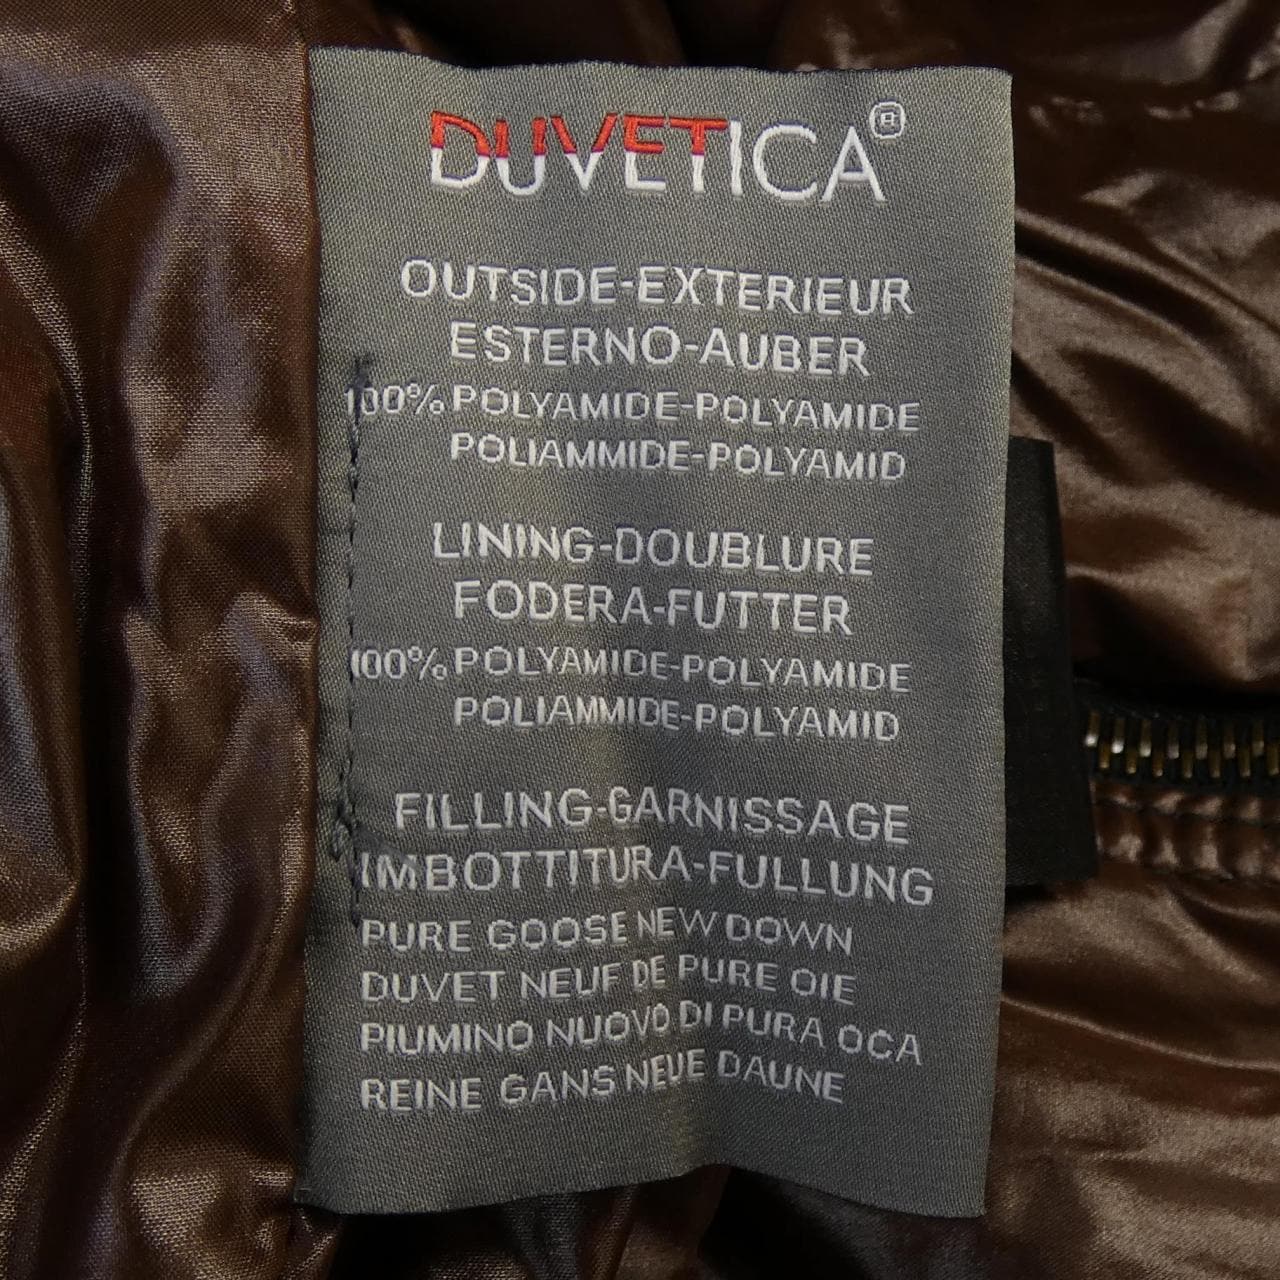 DUVETICA®
OUTSIDE-EXTERIEUR
ESTERNO-AUBER
100% POLYAMIDE-POLYAMIDE
POLIAMMIDE-POLYAMID
LINING-DOUBLURE
FODERA-FUTTER
100% POLYAMIDE-POLYAMIDE
POLIAMMIDE-POLYAMID
FILLING-GARNISSAGE
IMBOTTITURA-FULLUNG
PURE GOOSE NEW DOWN
DUVET NEUF DE PURE OIE
PIUMINO NUOVO DI PURA OCA
REINE GANS NEUE DAUNE